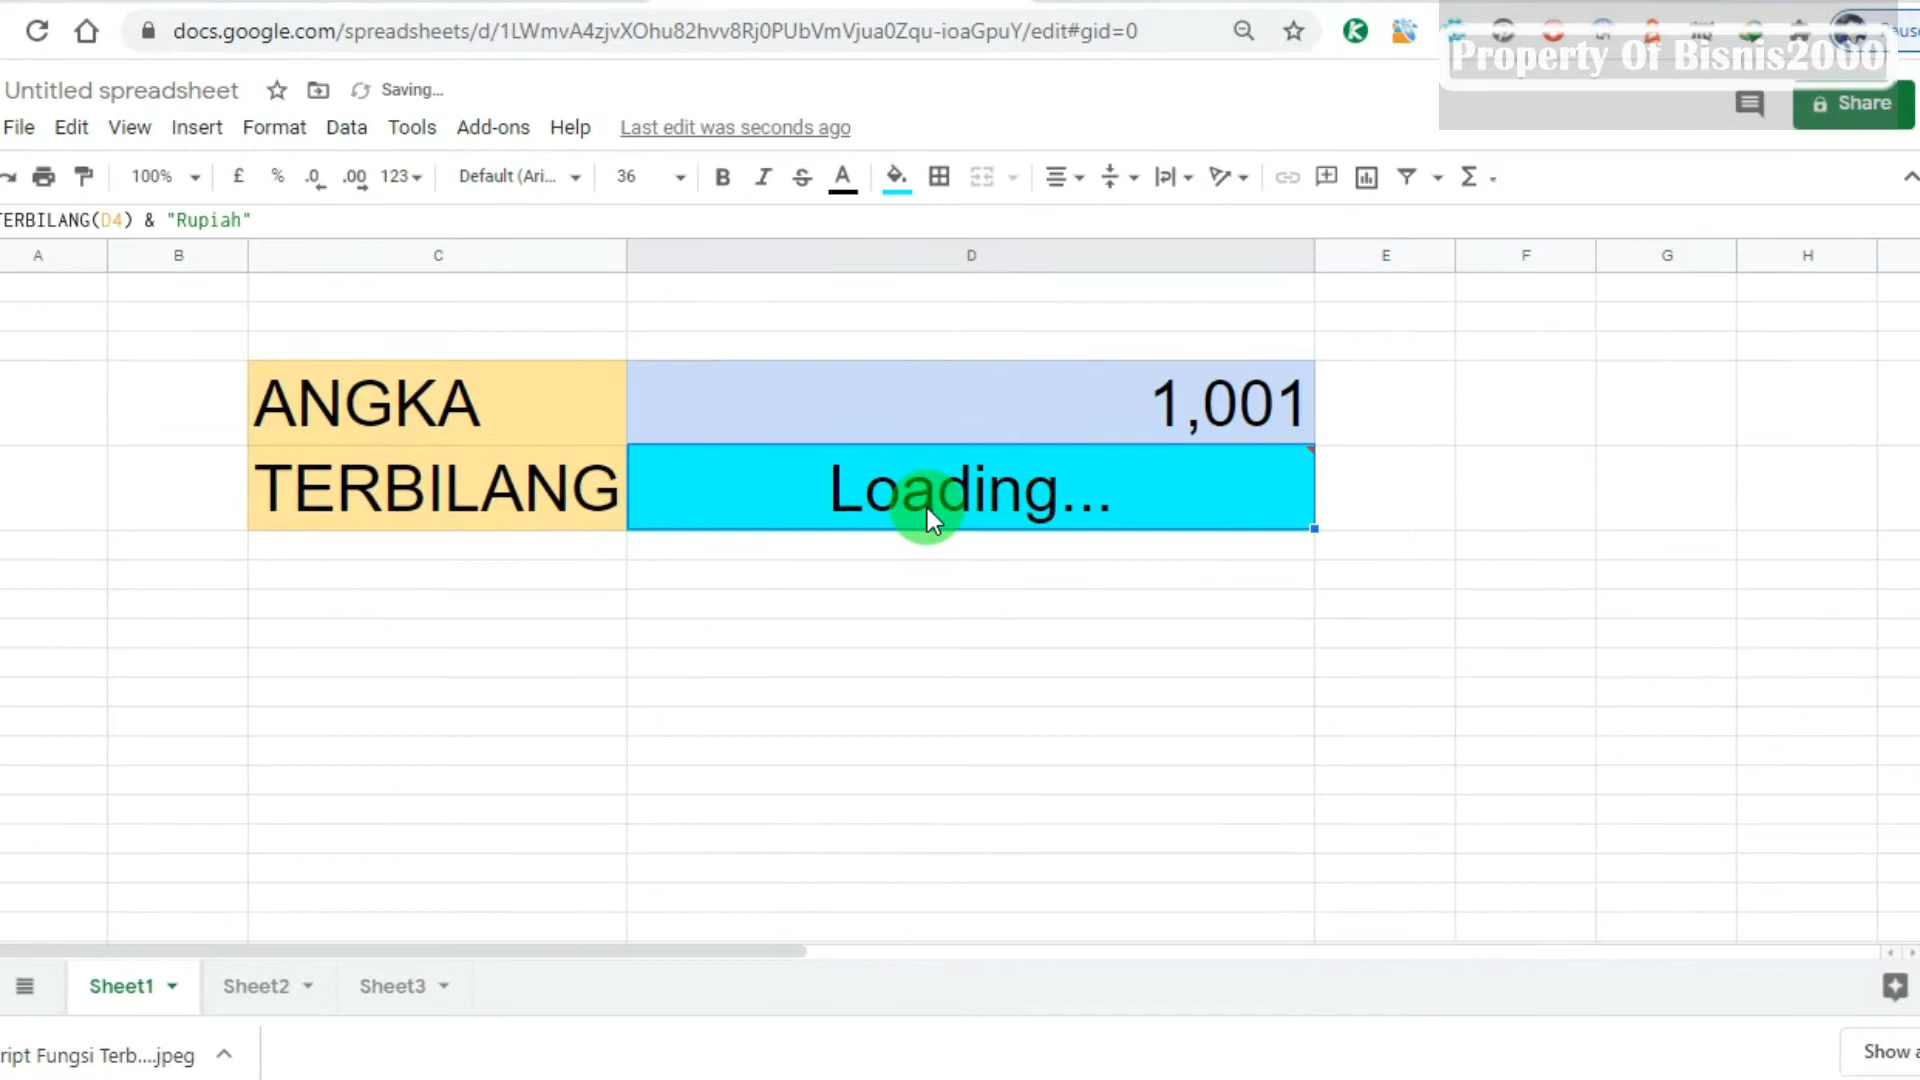 docs.google.com/spreadsheets/d/1LWmvA4zjvXOhu82hvv8Rj0PUbVmVjua0Zqu-ioaGpuY/edit#gid=0
Property Of Bisnis2000
Untitled spreadsheet Saving...
Share
File Edit View Insert Format Data Tools Add-ons Help Last edit was seconds ago
100% £ % .0 .00 123 Default (Ari... 36 B I S A Σ
TERBILANG(D4) & "Rupiah"
A B C D E F G H
ANGKA 1,001
TERBILANG Loading...
Sheet1 Sheet2 Sheet3
ript Fungsi Terb....jpeg
Show a